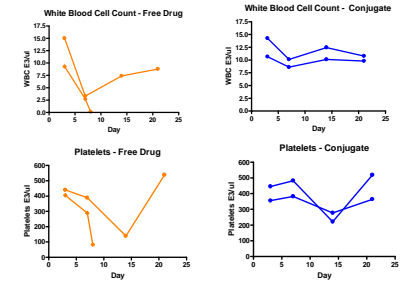 White Blood Cell Count - Free Drug
WBC E3/ul
17.5
15.0
12.5
10.0
7.5
5.0
2.5
0.0
0 5 10 15 20 25
Day
White Blood Cell Count - Conjugate
WBC E3/ul
17.5
15.0
12.5
10.0
7.5
5.0
2.5
0.0
0 5 10 15 20 25
Day
Platelets - Free Drug
Platelets E3/ul
600
500
400
300
200
100
0
0 5 10 15 20 25
Day
Platelets - Conjugate
Platelets E3/ul
600
500
400
300
200
100
0
0 5 10 15 20 25
Day